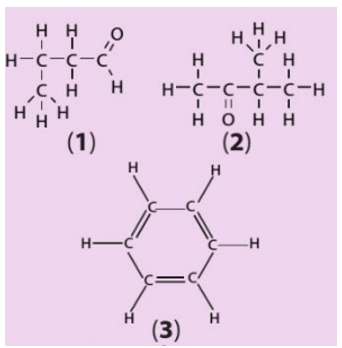 H H O
H–C–C–C
C H H
H H H
(1)
H H H
H C H
H–C–C–C–C–H
H O H H
(2)
H H
C C
H C C H
C C
H H
(3)